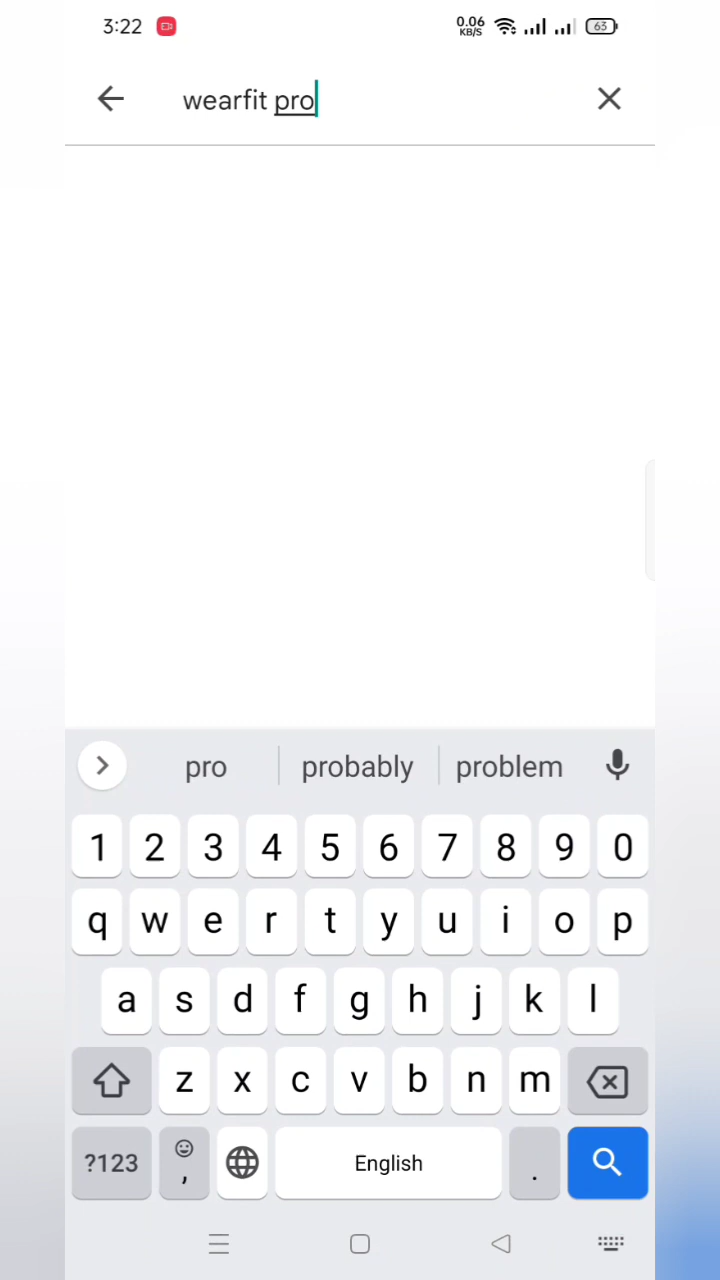 3:22 0.06 KB/S 63
wearfit pro
pro probably problem
1 2 3 4 5 6 7 8 9 0
q w e r t y u i o p
a s d f g h j k l
z x c v b n m
?123 , English .